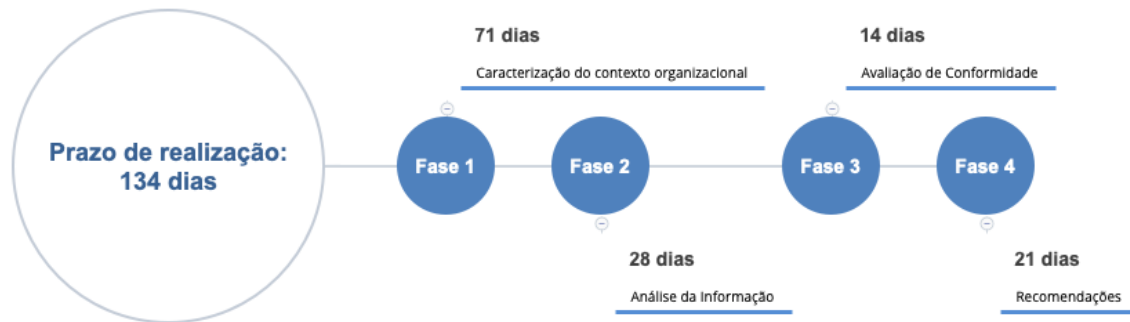 Prazo de realização:
134 dias
71 dias
Caracterização do contexto organizacional
Fase 1
Fase 2
28 dias
Análise da Informação
14 dias
Avaliação de Conformidade
Fase 3
Fase 4
21 dias
Recomendações